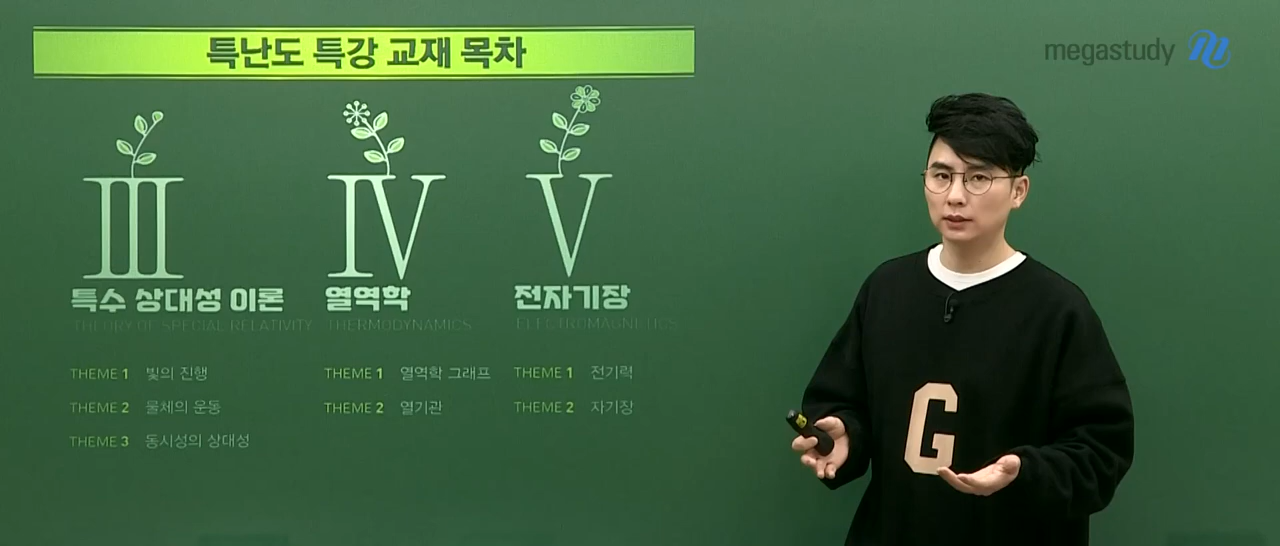 특난도 특강 교재 목차
megastudy
III
특수 상대성 이론
THEORY OF SPECIAL RELATIVITY
THEME 1 빛의 진행
THEME 2 물체의 운동
THEME 3 동시성의 상대성
IV
열역학
THERMODYNAMICS
THEME 1 열역학 그래프
THEME 2 열기관
V
전자기장
ELECTROMAGNETICS
THEME 1 전기력
THEME 2 자기장
G